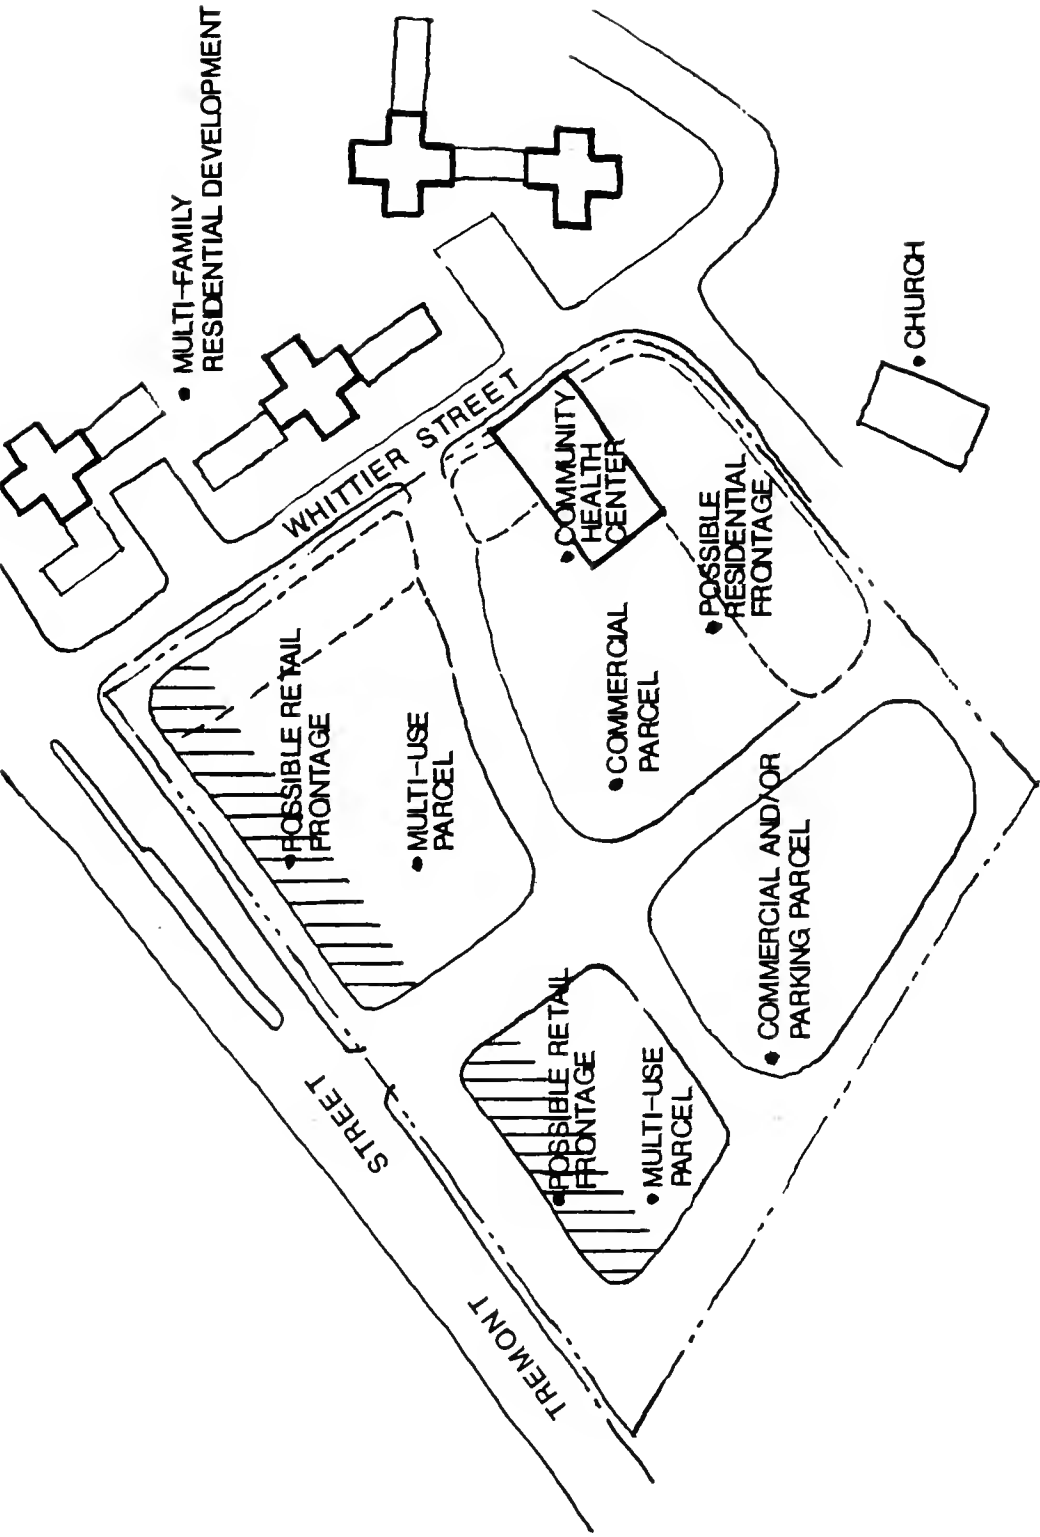 MULTI-FAMILY
RESIDENTIAL DEVELOPMENT
WHITTIER STREET
CHURCH
COMMUNITY
HEALTH
CENTER
POSSIBLE
RESIDENTIAL
FRONTAGE
POSSIBLE RETAIL
FRONTAGE
MULTI-USE
PARCEL
COMMERCIAL
PARCEL
COMMERCIAL AND/OR
PARKING PARCEL
POSSIBLE RETAIL
FRONTAGE
MULTI-USE
PARCEL
TREMONT STREET